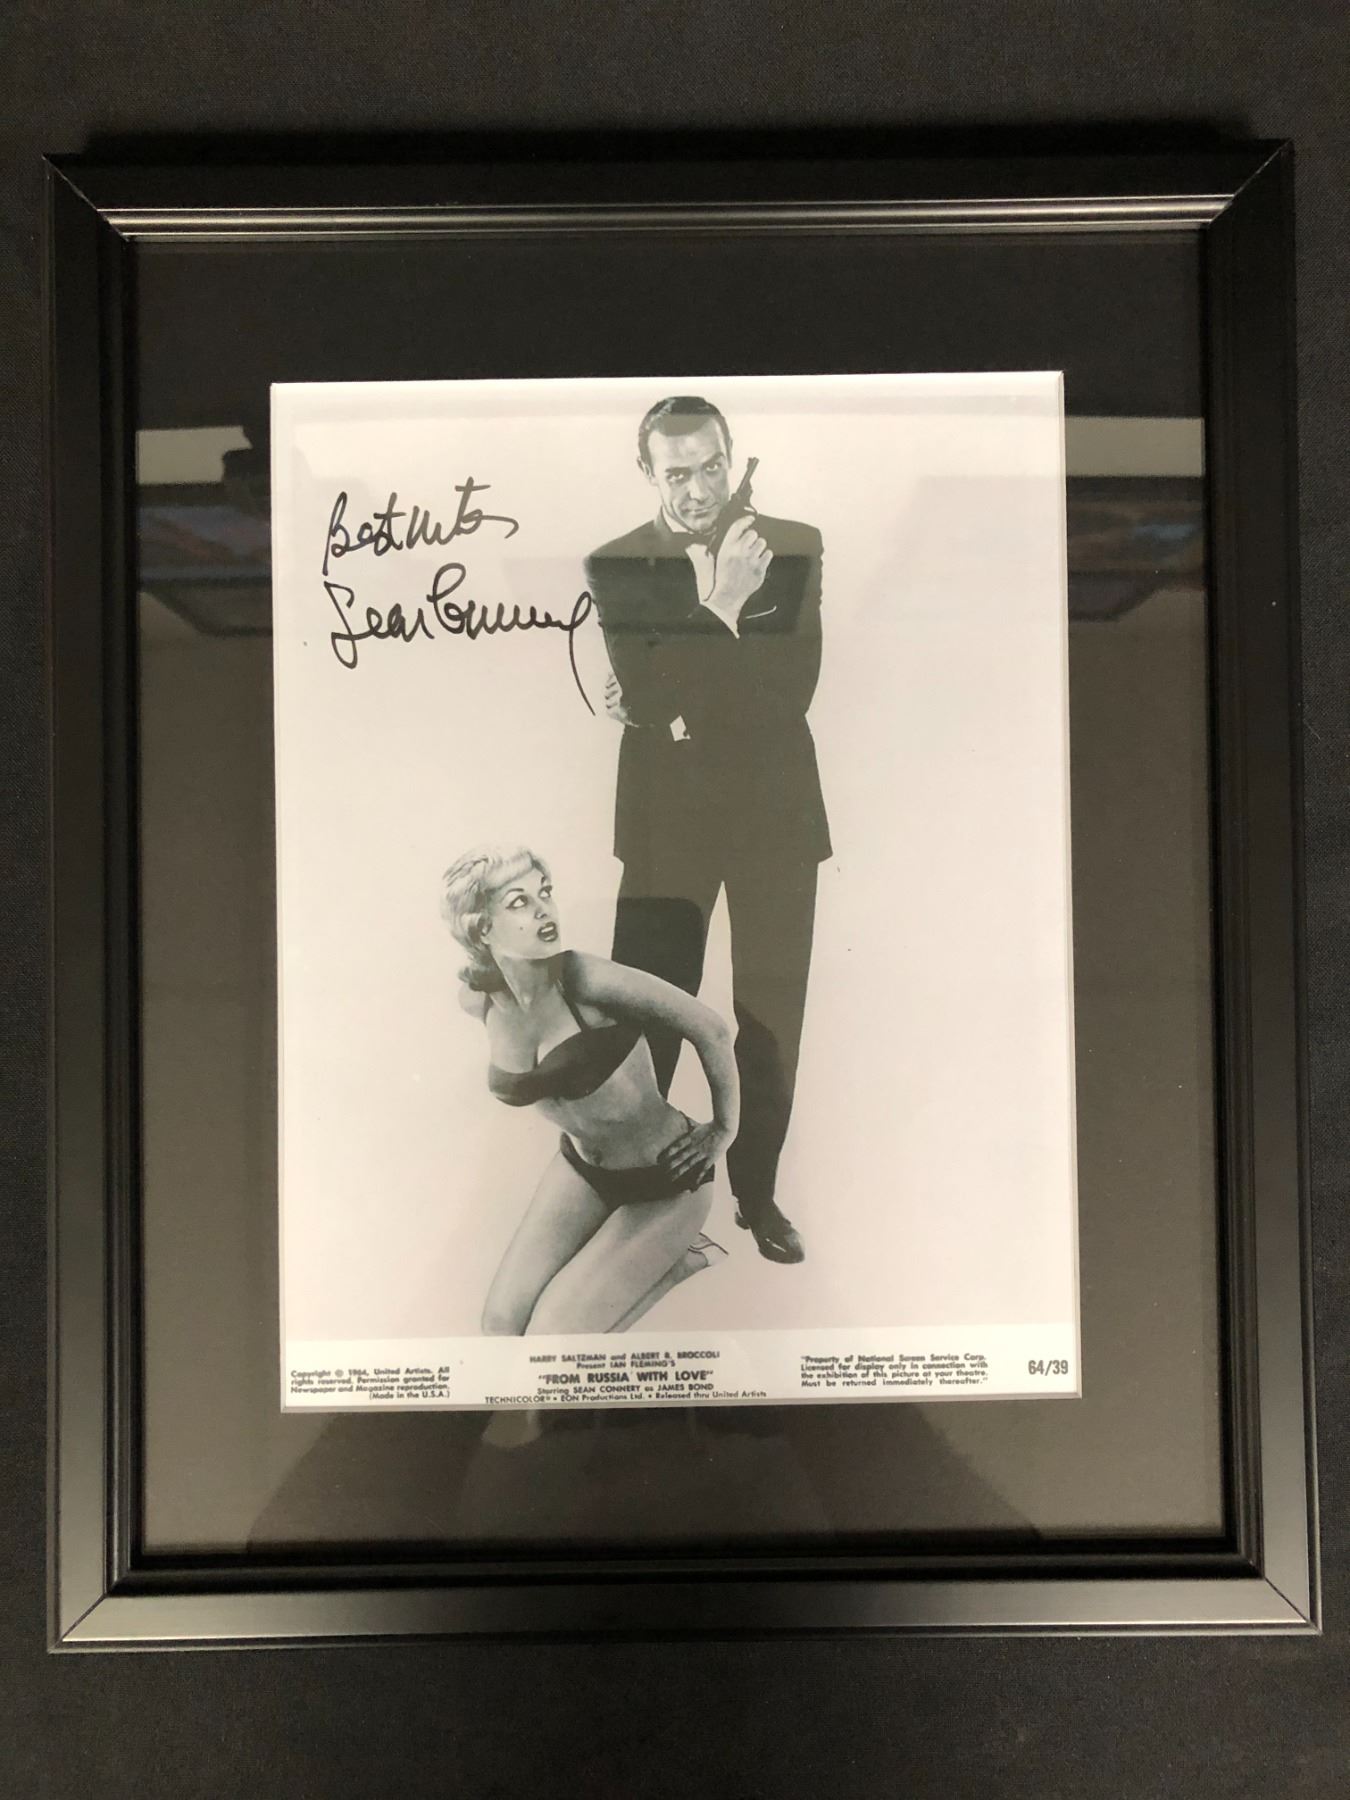 Best wishes
Sean Connery
Copyright © 1964, United Artists. All
rights reserved. Permission granted for
Newspaper and Magazine reproduction.
(Made in the U.S.A.)
HARRY SALTZMAN and ALBERT R. BROCCOLI
Present IAN FLEMING'S
"FROM RUSSIA WITH LOVE"
Starring SEAN CONNERY as JAMES BOND
TECHNICOLOR® • EON Productions Ltd. • Released thru United Artists
"Property of National Screen Service Corp.
Licensed for display only in connection with
the exhibition of this picture at your theatre.
Must be returned immediately thereafter."
64/39